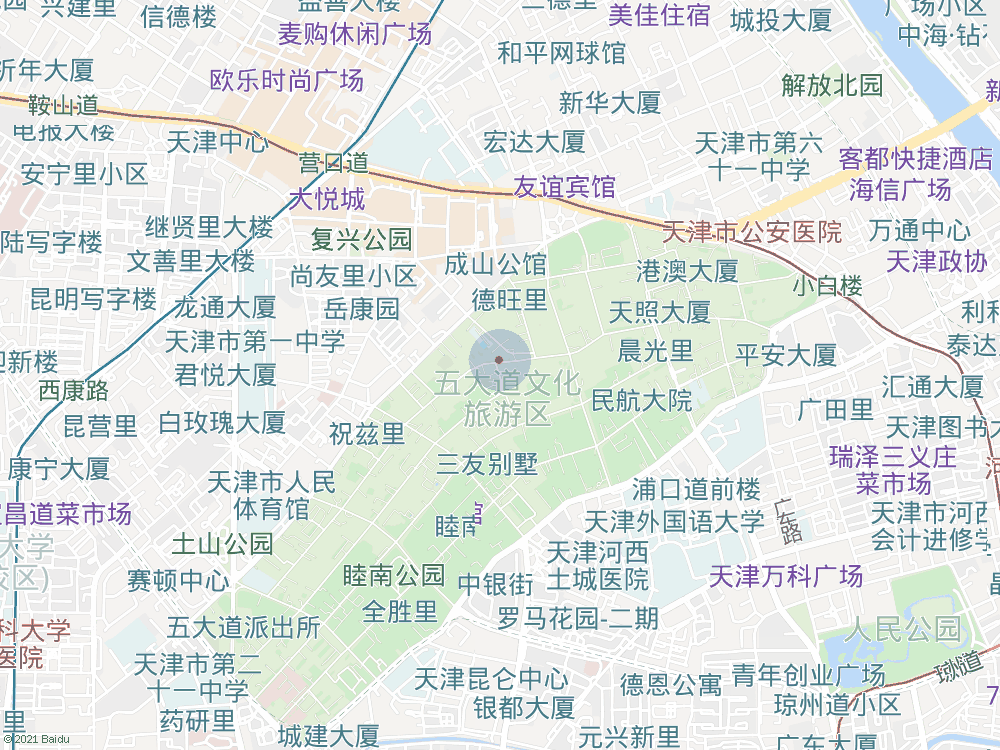 兴建里
信德楼
益善大楼
三德里
美佳住宿
城投大厦
广场小区
中海·钻石
麦购休闲广场
和平网球馆
析年大厦
欧乐时尚广场
解放北园
鞍山道
新华大厦
电报大楼
天津中心
宏达大厦
天津市第六
十一中学
营口道
客都快捷酒店
安宁里小区
大悦城
友谊宾馆
海信广场
继贤里大楼
复兴公园
天津市公安医院
万通中心
陆写字楼
文善里大楼
尚友里小区
成山公馆
港澳大厦
天津政协
小白楼
昆明写字楼
龙通大厦
岳康园
德旺里
天照大厦
利和
天津市第一中学
晨光里
平安大厦
泰达
迎新楼
君悦大厦
西康路
五大道文化
旅游区
民航大院
汇通大厦
昆营里
白玫瑰大厦
祝兹里
广田里
天津图书大
康宁大厦
三友别墅
瑞泽三义庄
菜市场
天津市人民
体育馆
浦口道前楼
宜昌道菜市场
睦南
官
天津外国语大学
广东路
天津市河西
会计进修学
大学
校区)
土山公园
天津河西
土城医院
赛顿中心
睦南公园
中银街
天津万科广场
全胜里
罗马花园-二期
科大学
医院
五大道派出所
人民公园
天津市第二
十一中学
天津昆仑中心
德恩公寓
青年创业广场
琼州道小区
药研里
银都大厦
城建大厦
元兴新里
广东大厦
© 2021 Baidu